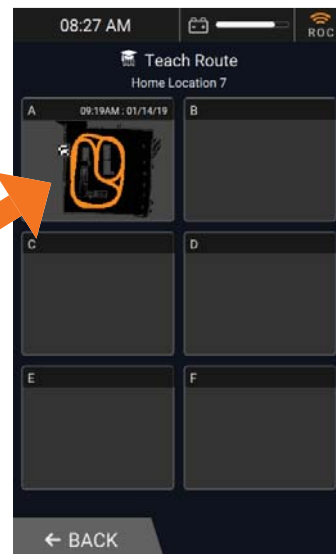 08:27 AM
ROC
Teach Route
Home Location 7
A 09:19AM : 01/14/19
B
C
D
E
F
← BACK